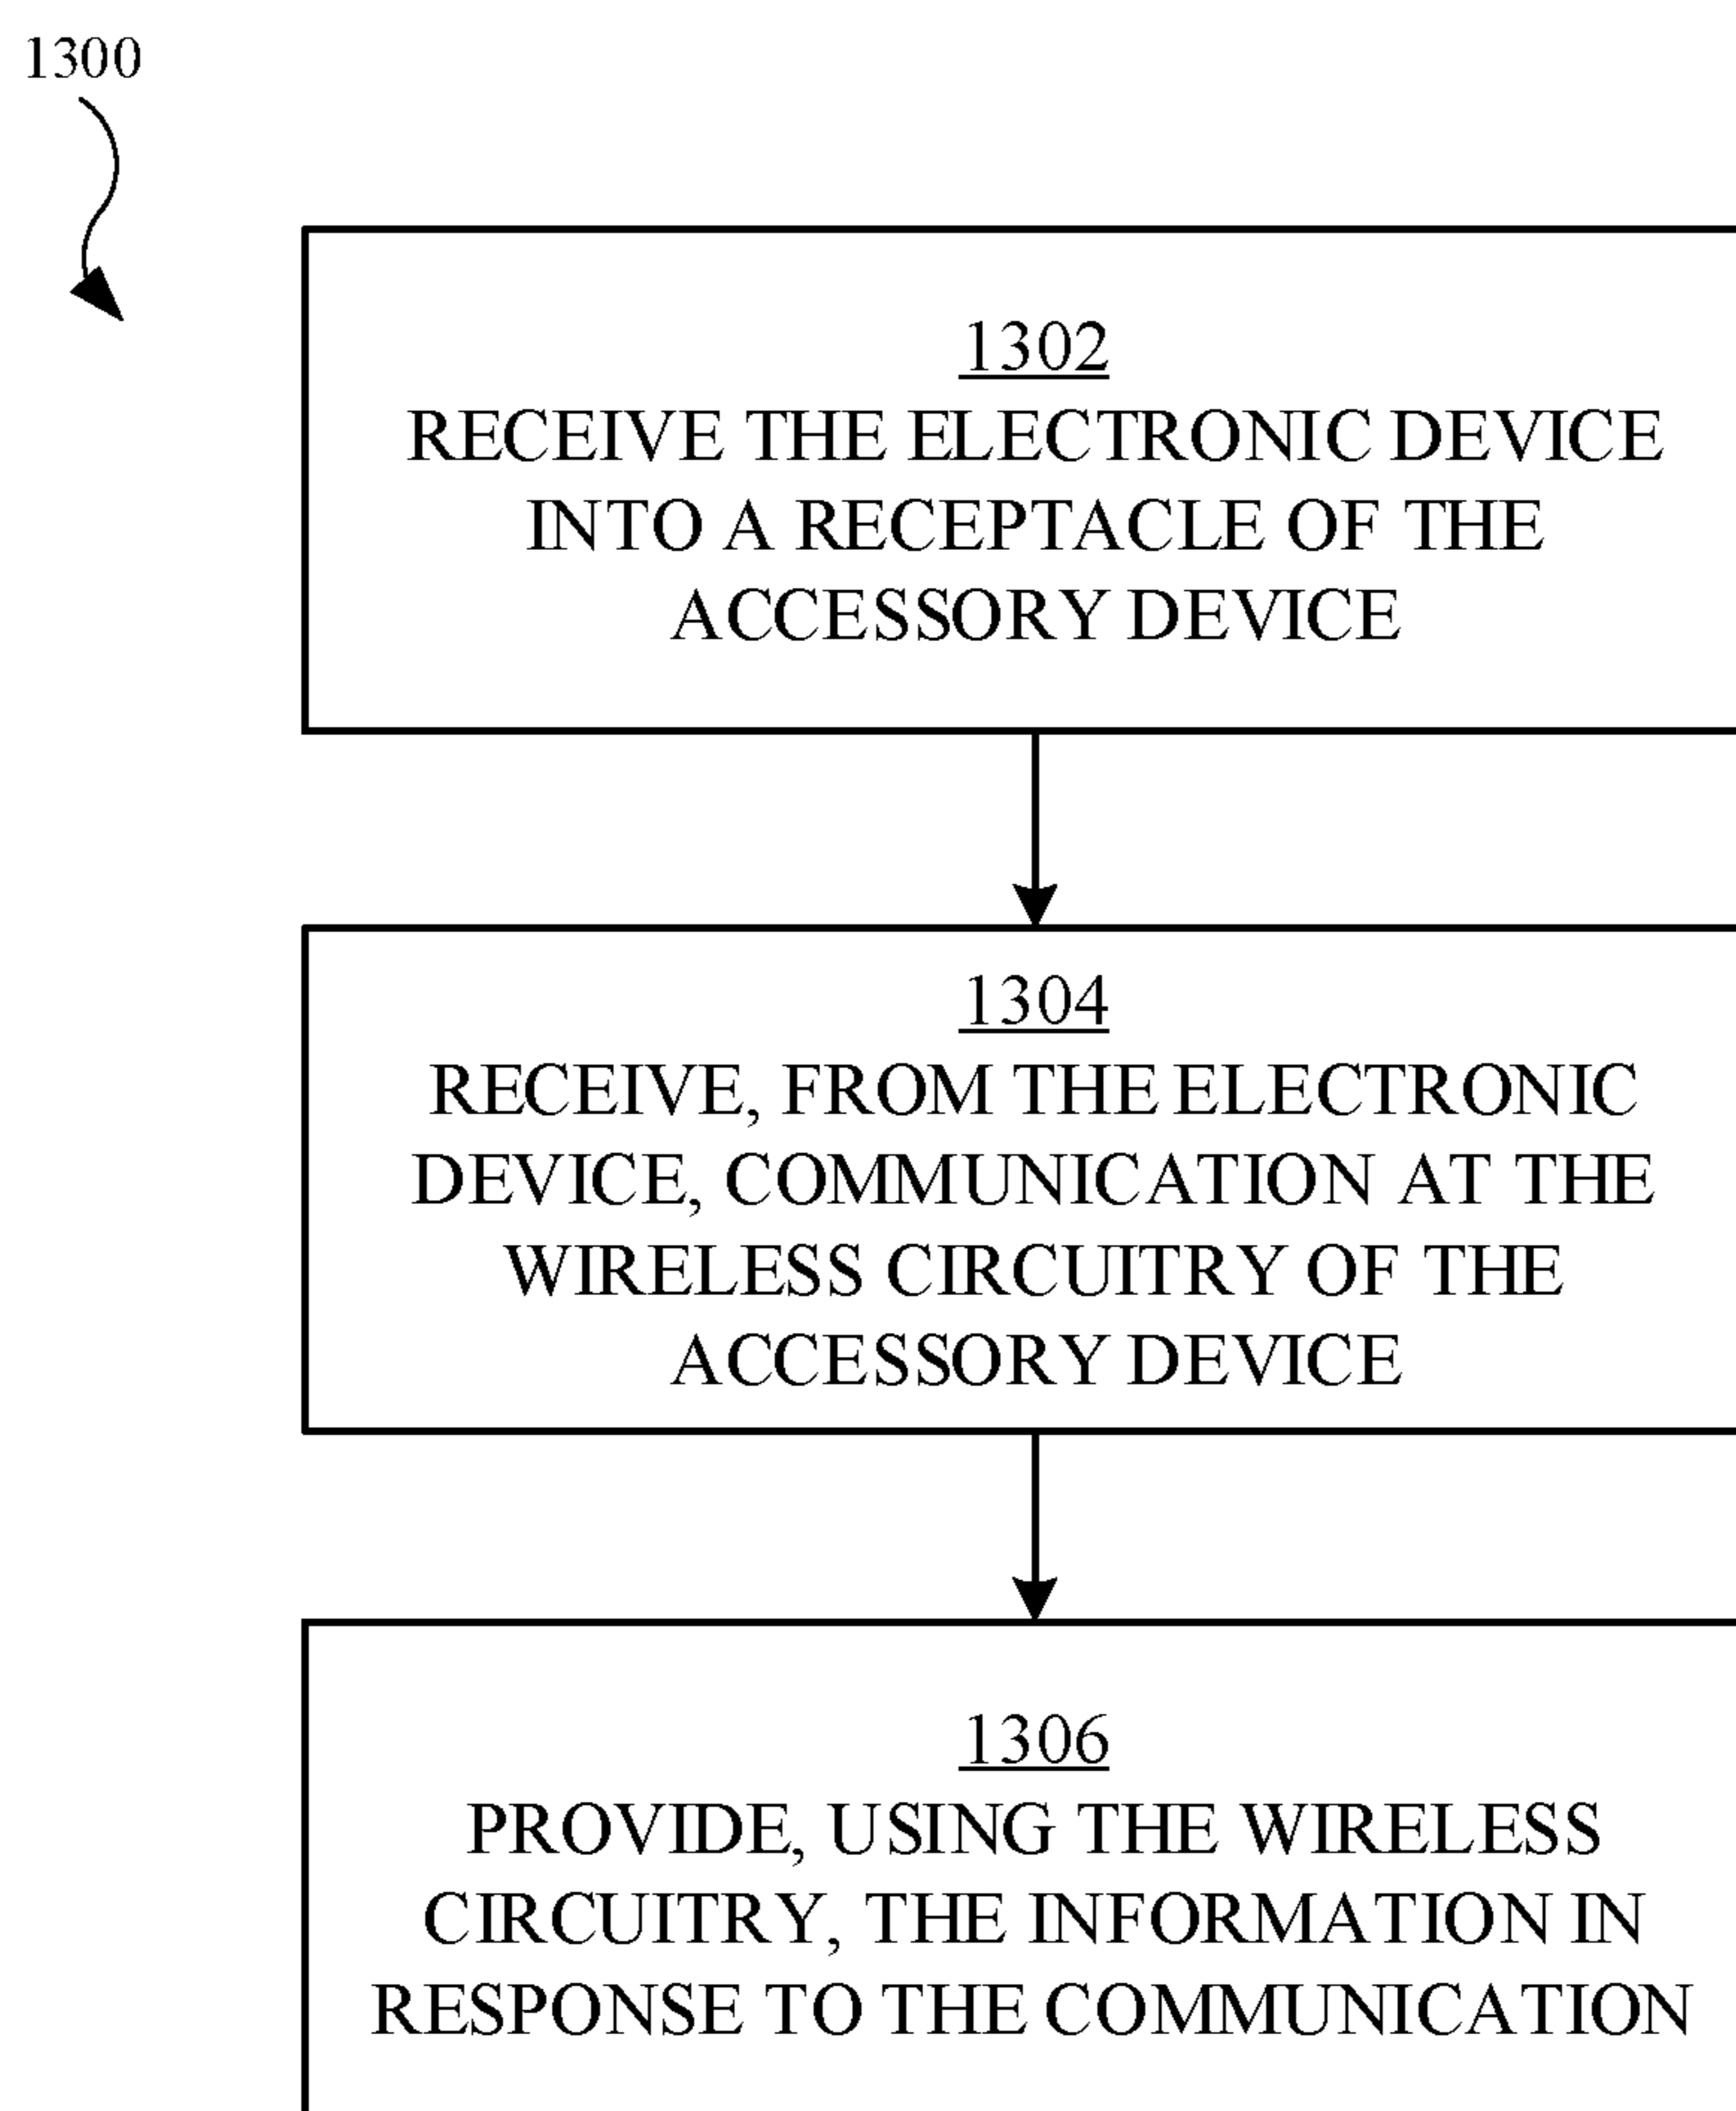 1300
1302
RECEIVE THE ELECTRONIC DEVICE
INTO A RECEPTACLE OF THE
ACCESSORY DEVICE
1304
RECEIVE, FROM THE ELECTRONIC
DEVICE, COMMUNICATION AT THE
WIRELESS CIRCUITRY OF THE
ACCESSORY DEVICE
1306
PROVIDE, USING THE WIRELESS
CIRCUITRY, THE INFORMATION IN
RESPONSE TO THE COMMUNICATION